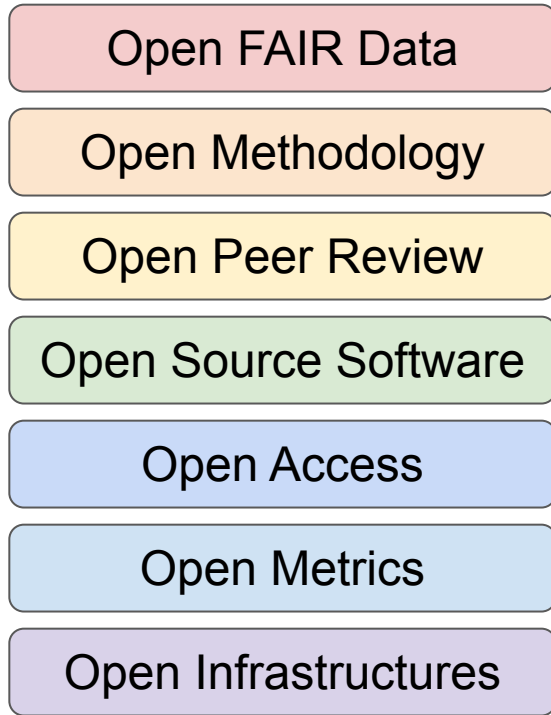 Open FAIR Data
Open Methodology
Open Peer Review
Open Source Software
Open Access
Open Metrics
Open Infrastructures